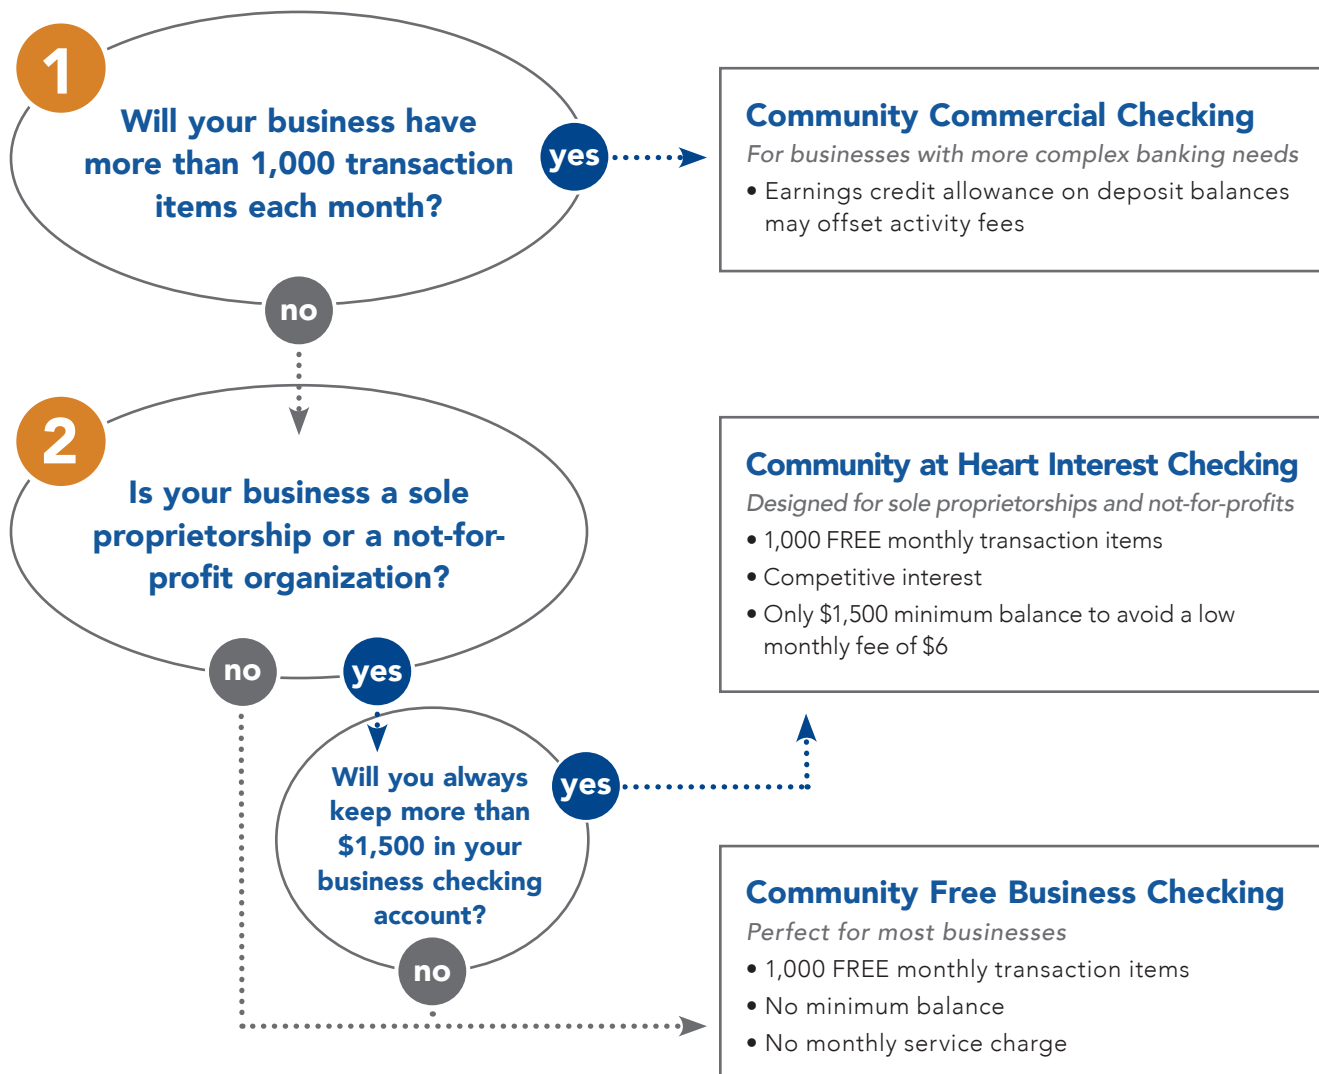 1
Will your business have
more than 1,000 transaction
items each month?
yes
no
Community Commercial Checking
For businesses with more complex banking needs
• Earnings credit allowance on deposit balances
may offset activity fees
2
Is your business a sole
proprietorship or a not-for-
profit organization?
no
yes
Will you always
keep more than
$1,500 in your
business checking
account?
yes
no
Community at Heart Interest Checking
Designed for sole proprietorships and not-for-profits
• 1,000 FREE monthly transaction items
• Competitive interest
• Only $1,500 minimum balance to avoid a low
monthly fee of $6
Community Free Business Checking
Perfect for most businesses
• 1,000 FREE monthly transaction items
• No minimum balance
• No monthly service charge